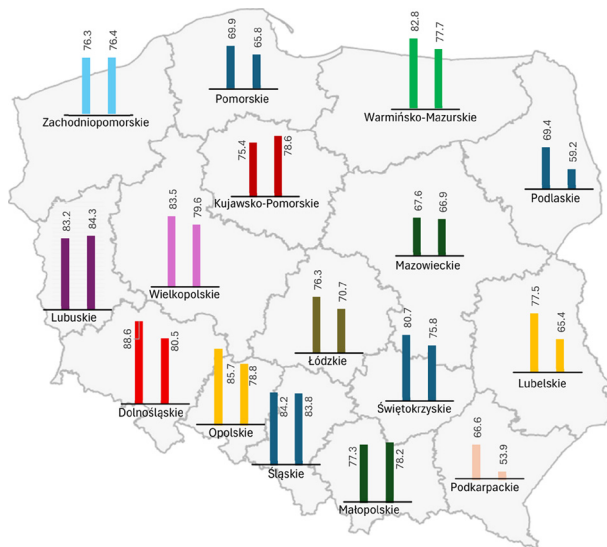 76.3 76.4
Zachodniopomorskie
69.9 65.8
Pomorskie
82.8 77.7
Warmińsko-Mazurskie
75.4 78.6
Kujawsko-Pomorskie
69.4 59.2
Podlaskie
83.2 84.3
Lubuskie
83.5 79.6
Wielkopolskie
67.6 66.9
Mazowieckie
76.3 70.7
Łódzkie
88.6 80.5
Dolnośląskie
85.7 78.8
Opolskie
84.2 83.8
Śląskie
80.7 75.8
Świętokrzyskie
77.5 65.4
Lubelskie
77.3 78.2
Małopolskie
66.6 53.9
Podkarpackie